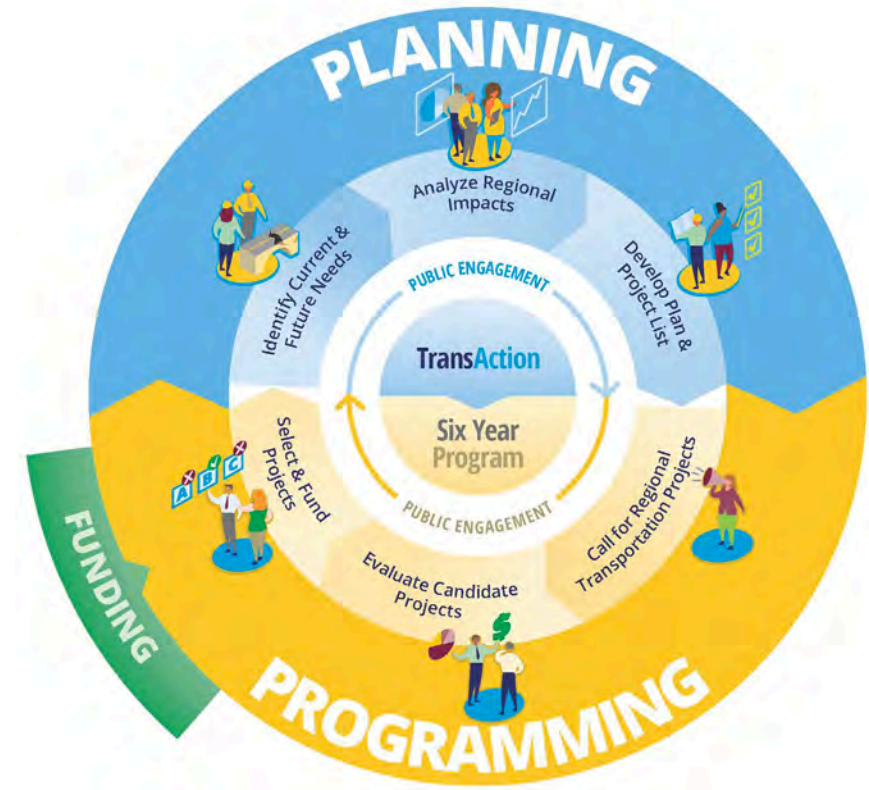 PLANNING
Analyze Regional
Impacts
Identify Current &
Future Needs
Develop Plan &
Project List
PUBLIC ENGAGEMENT
TransAction
Six Year
Program
PUBLIC ENGAGEMENT
Select & Fund
Projects
A B C
Call for Regional
Transportation Projects
Evaluate Candidate
Projects
$
FUNDING
PROGRAMMING